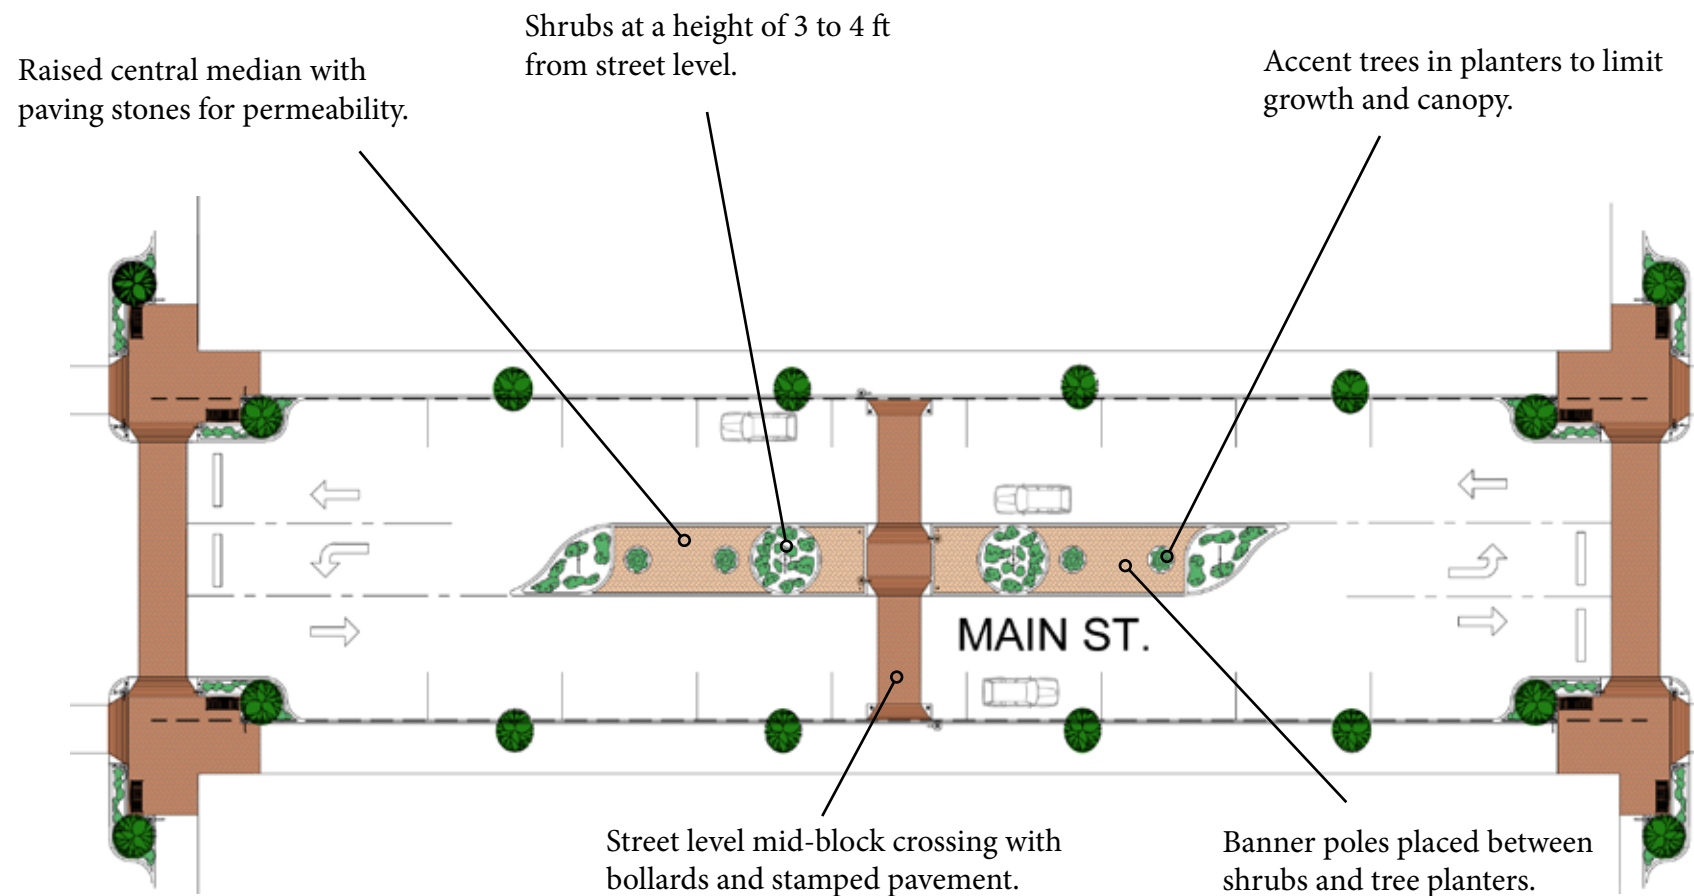 Shrubs at a height of 3 to 4 ft
from street level.
Raised central median with
paving stones for permeability.
Accent trees in planters to limit
growth and canopy.
MAIN ST.
Street level mid-block crossing with
bollards and stamped pavement.
Banner poles placed between
shrubs and tree planters.